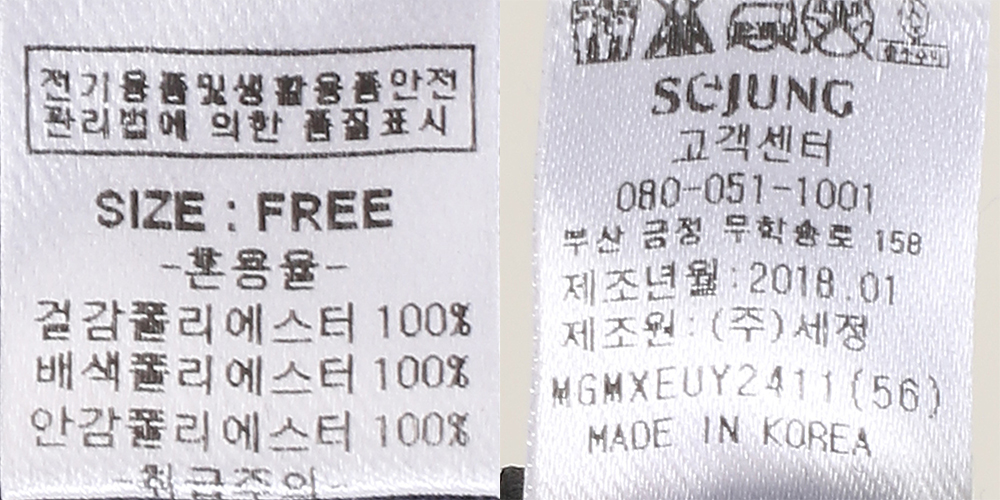 전기용품및생활용품안전
관리법에 의한 품질표시
SIZE : FREE
-혼용율-
겉감폴리에스터 100%
배색폴리에스터 100%
안감폴리에스터 100%
-취급주의-
SEJUNG
고객센터
080-051-1001
부산 금정 무학송로 158
제조년월:2018.01
제조원:(주)세정
MGMXEUY2411(56)
MADE IN KOREA